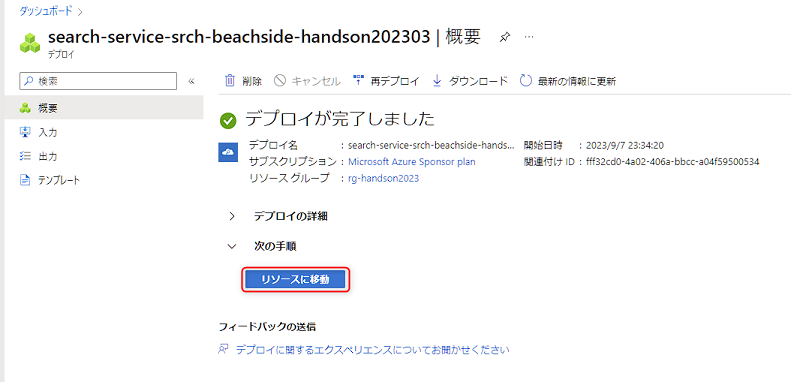 ダッシュボード >
search-service-srch-beachside-handson202303 | 概要 ...
デプロイ
検索 «
削除 キャンセル 再デプロイ ダウンロード 最新の情報に更新
概要
入力
出力
テンプレート
デプロイが完了しました
デプロイ名 : search-service-srch-beachside-hands... 開始日時 : 2023/9/7 23:34:20
サブスクリプション : Microsoft Azure Sponsor plan 関連付け ID : fff32cd0-4a02-406a-bbcc-a04f59500534
リソース グループ : rg-handson2023
デプロイの詳細
次の手順
リソースに移動
フィードバックの送信
デプロイに関するエクスペリエンスについてお聞かせください